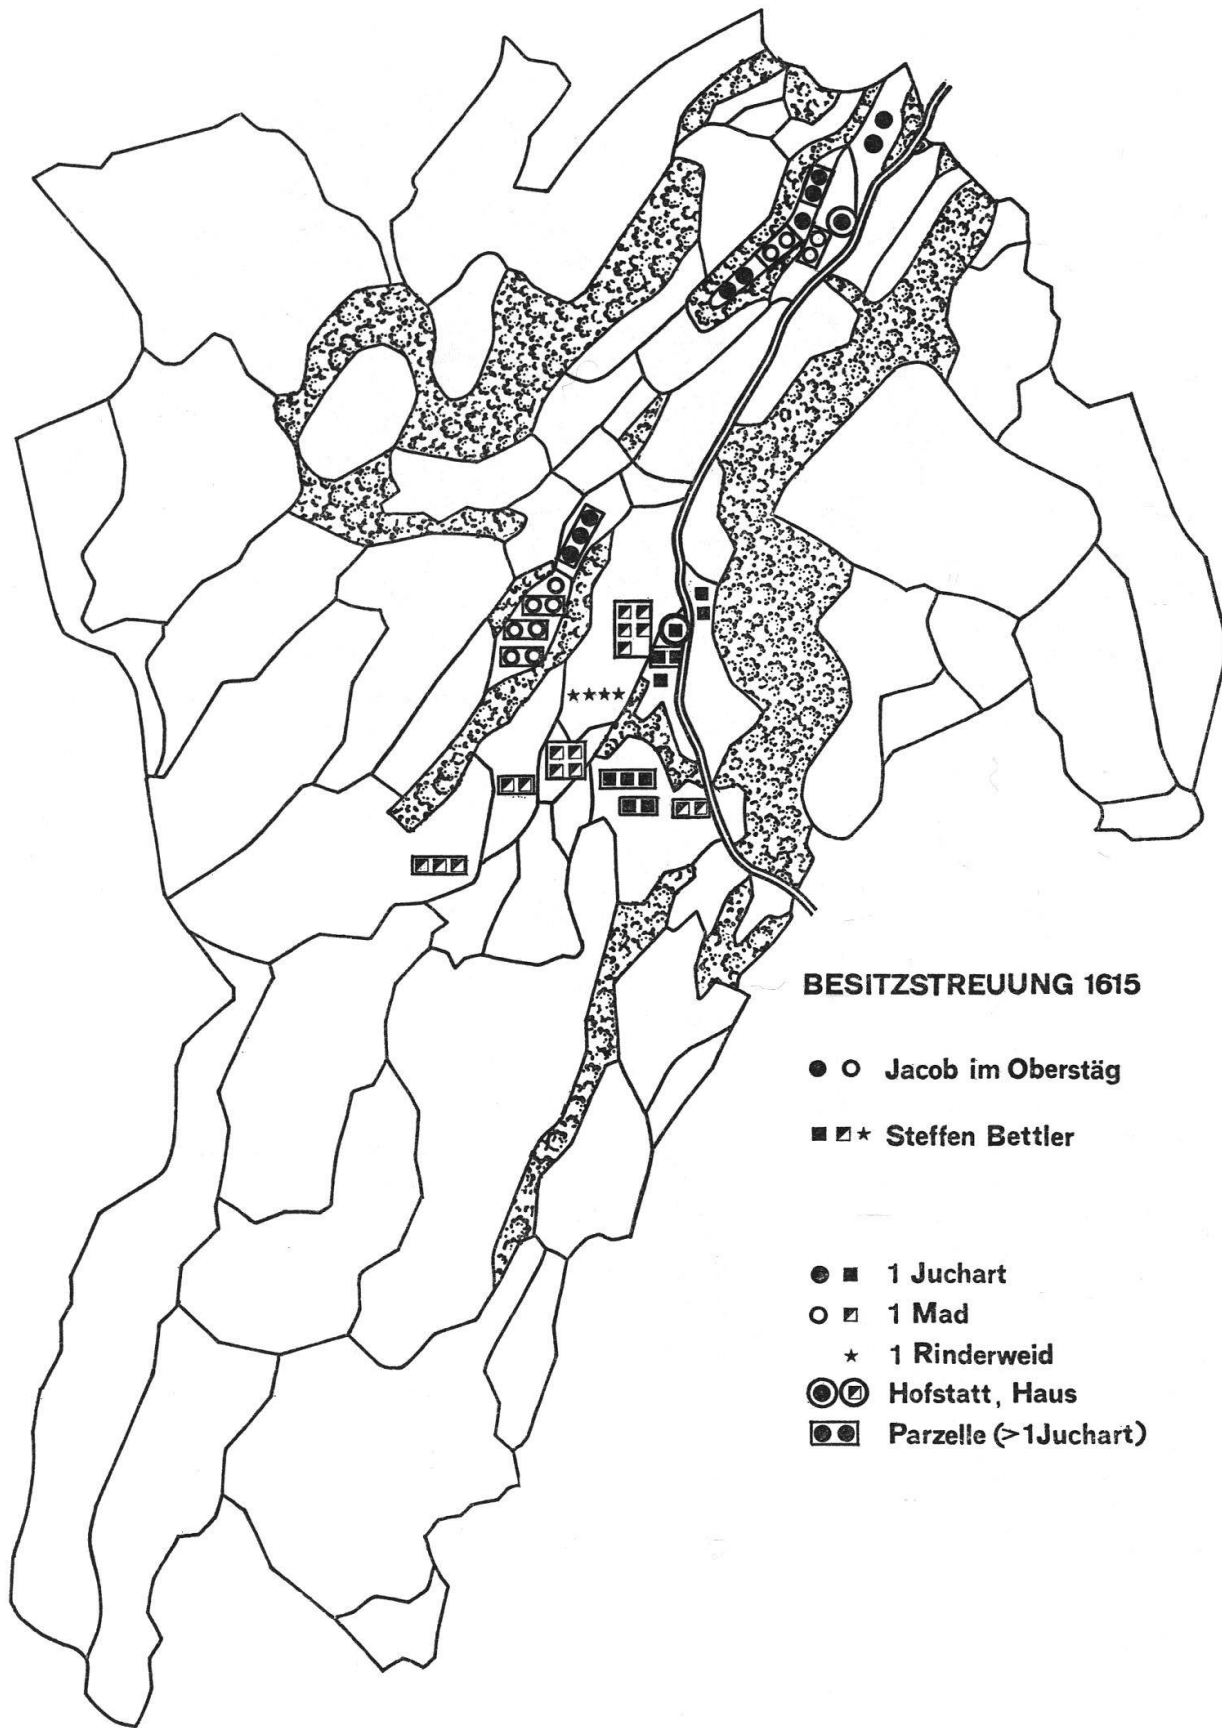 BESITZSTREUUNG 1615
Jacob im Oberstäg
Steffen Bettler
1 Juchart
1 Mad
1 Rinderweid
Hofstatt, Haus
Parzelle (>1Juchart)